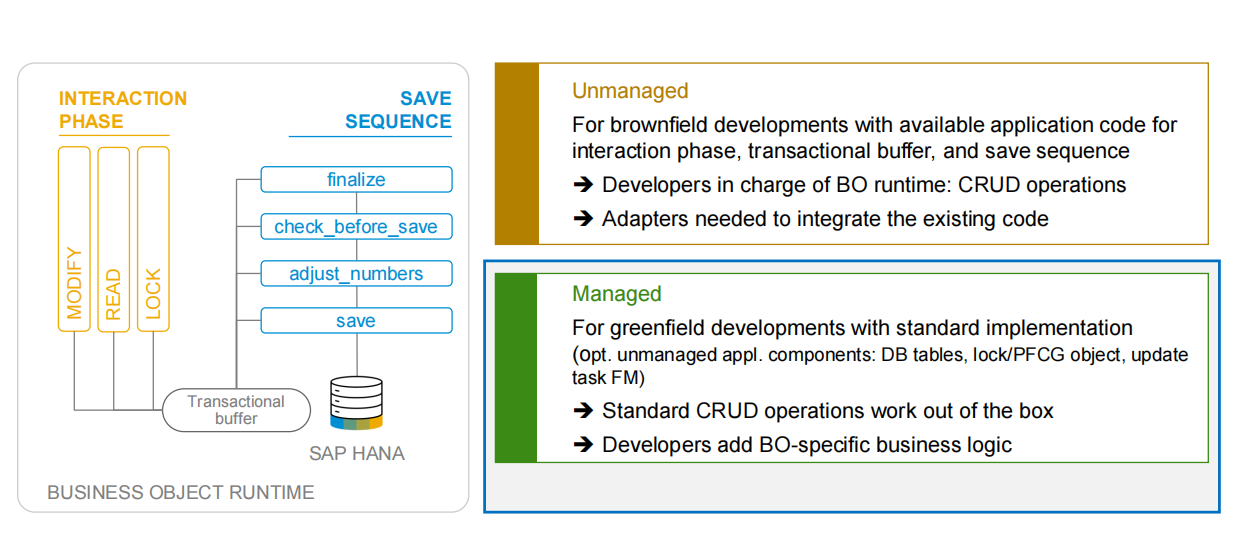 INTERACTION
PHASE
SAVE
SEQUENCE
MODIFY
READ
LOCK
finalize
check_before_save
adjust_numbers
save
Transactional
buffer
SAP HANA
BUSINESS OBJECT RUNTIME
Unmanaged
For brownfield developments with available application code for
interaction phase, transactional buffer, and save sequence
➔ Developers in charge of BO runtime: CRUD operations
➔ Adapters needed to integrate the existing code
Managed
For greenfield developments with standard implementation
(opt. unmanaged appl. components: DB tables, lock/PFCG object, update
task FM)
➔ Standard CRUD operations work out of the box
➔ Developers add BO-specific business logic